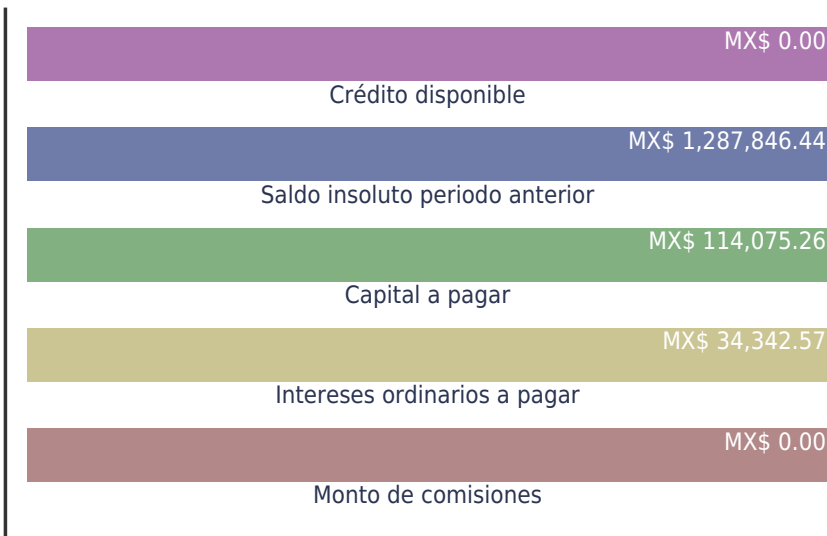 MX$ 0.00
Crédito disponible
MX$ 1,287,846.44
Saldo insoluto periodo anterior
MX$ 114,075.26
Capital a pagar
MX$ 34,342.57
Intereses ordinarios a pagar
MX$ 0.00
Monto de comisiones